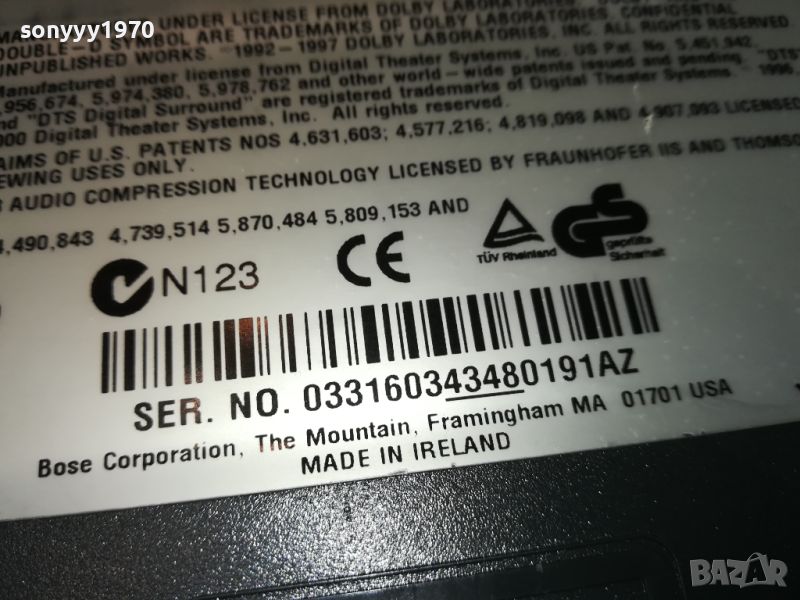 sonyyy1970
UNDER LICENSE FROM DOLBY LABORATORIES.
DOUBLE-D SYMBOL ARE TRADEMARKS OF DOLBY LABORATORIES. CONFIDENTIAL
UNPUBLISHED WORKS. ©1992-1997 DOLBY LABORATORIES, INC. ALL RIGHTS
Manufactured under license from Digital Theater Systems, Inc. US Pat. No. 5,451,942,
5,956,674, 5,974,380, 5,978,762 and other world-wide patents issued and pending. "DTS"
and "DTS Digital Surround" are registered trademarks of Digital Theater Systems. 1996,
Digital Theater Systems, Inc. All rights reserved.
OF U.S. PATENTS NOS 4,631,603; 4,577,216; 4,819,098 AND 4,907,093 LICENSED
USES ONLY.
AUDIO COMPRESSION TECHNOLOGY LICENSED BY FRAUNHOFER IIS AND THOMSO
4,490,843 4,739,514 5,870,484 5,809,153 AND
N123
CE
TÜV Rheinland
GS
geprüfte
Sicherheit
SER. NO. 033160343480191AZ
Bose Corporation, The Mountain, Framingham MA 01701 USA
MADE IN IRELAND
BAZAR